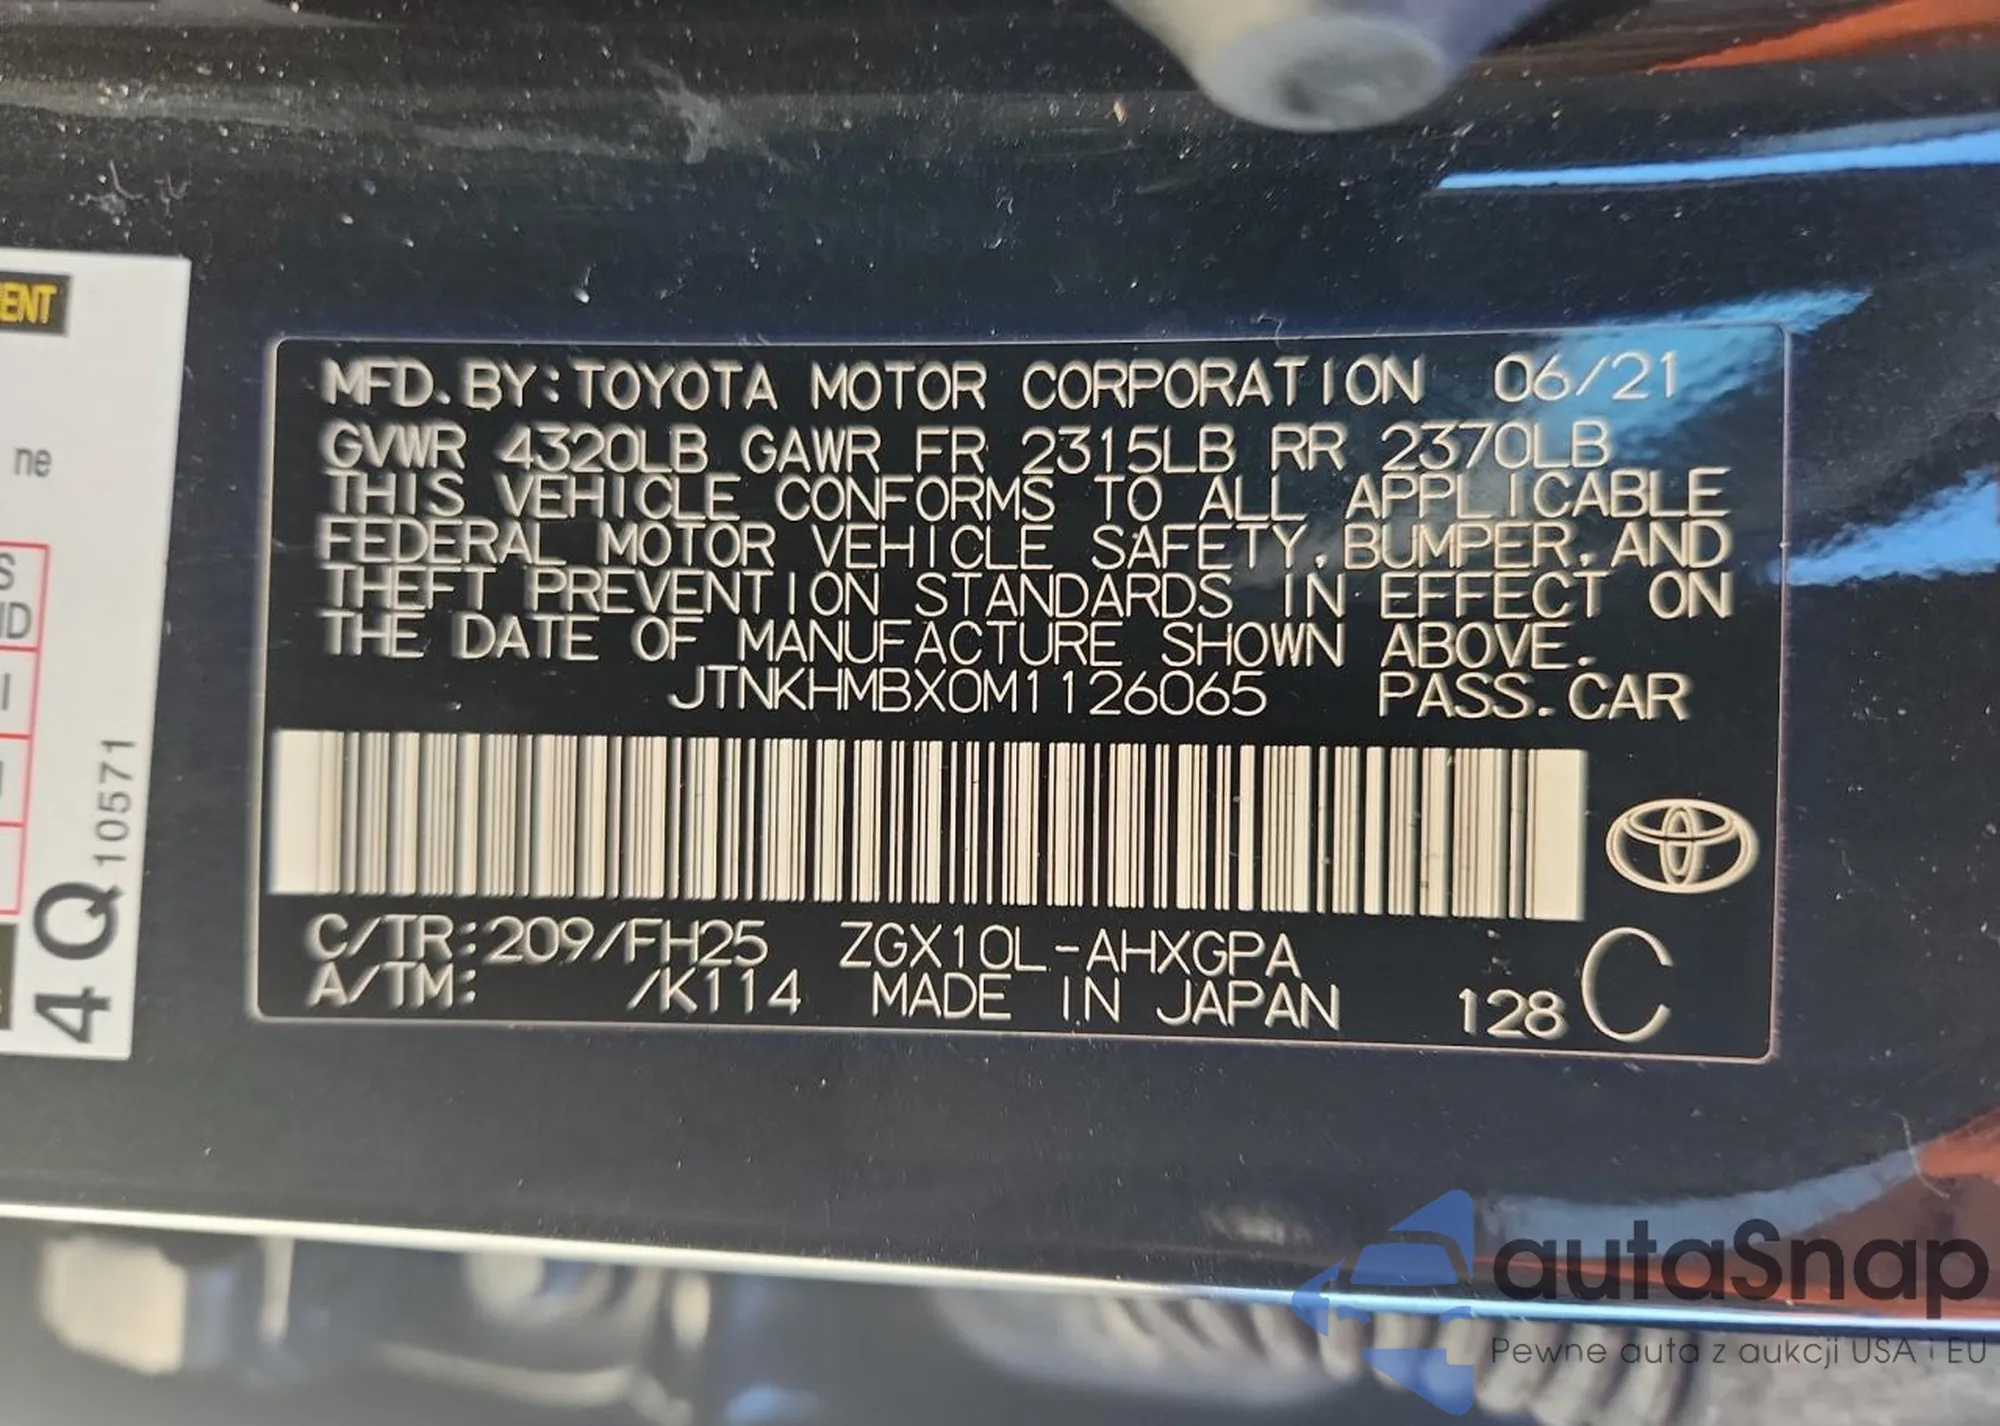 ENT
ne
S
ID
I
4Q 10571
MFD. BY: TOYOTA MOTOR CORPORATION 06/21
GVWR 4320LB GAWR FR 2315LB RR 2370LB
THIS VEHICLE CONFORMS TO ALL APPLICABLE
FEDERAL MOTOR VEHICLE SAFETY, BUMPER, AND
THEFT PREVENTION STANDARDS IN EFFECT ON
THE DATE OF MANUFACTURE SHOWN ABOVE.
JTNKHMBX0M1126065 PASS. CAR
C/TR: 209/FH25 ZGX10L-AHXGPA
A/TM: /K114 MADE IN JAPAN 128 C
autaSnap
Pewne auta z aukcji USA i EU